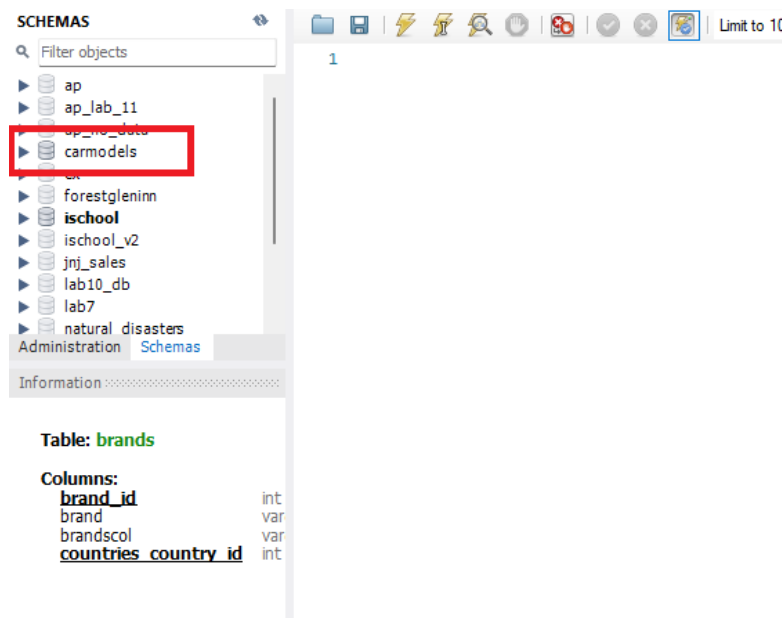 SCHEMAS
Filter objects
ap
ap_lab_11
ap_no_data
carmodels
forestgleninn
ischool
ischool_v2
jnj_sales
lab10_db
lab7
natural_disasters
Administration Schemas
Information
Table: brands
Columns:
brand_id int
brand var
brandscol var
countries_country_id int
Limit to 10
1